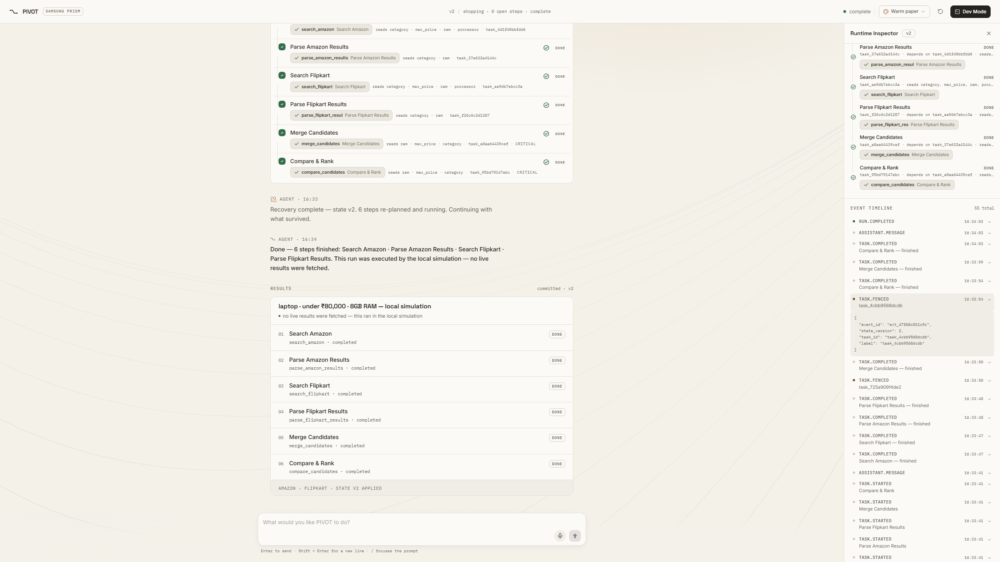 PIVOT SAMSUNG PRISM
v2 / shopping · 0 open steps · complete
complete
Warm paper
Dev Mode
search_amazon Search Amazon reads category · max_price · ram · processor · task_4d1f40bbfdd6
Parse Amazon Results DONE
parse_amazon_results Parse Amazon Results reads category · ram · task_37e632a4144c
Search Flipkart DONE
search_flipkart Search Flipkart reads category · max_price · ram · processor · task_ae9db7ebcc3a
Parse Flipkart Results DONE
parse_flipkart_resul Parse Flipkart Results reads category · ram · task_f26c6c2d1287
Merge Candidates DONE
merge_candidates Merge Candidates reads ram · max_price · category · task_a0aa64439cef · CRITICAL
Compare & Rank DONE
compare_candidates Compare & Rank reads ram · max_price · category · task_95bd79147abc · CRITICAL
AGENT · 16:33
Recovery complete — state v2. 6 steps re-planned and running. Continuing with
what survived.
AGENT · 16:34
Done — 6 steps finished: Search Amazon · Parse Amazon Results · Search Flipkart ·
Parse Flipkart Results. This run was executed by the local simulation — no live
results were fetched.
RESULTS committed · v2
laptop · under ₹80,000 · 8GB RAM — local simulation
no live results were fetched — this ran in the local simulation
01 Search Amazon DONE
search_amazon · completed
02 Parse Amazon Results DONE
parse_amazon_results · completed
03 Search Flipkart DONE
search_flipkart · completed
04 Parse Flipkart Results DONE
parse_flipkart_results · completed
05 Merge Candidates DONE
merge_candidates · completed
06 Compare & Rank DONE
compare_candidates · completed
AMAZON · FLIPKART · STATE V2 APPLIED
What would you like PIVOT to do?
Enter to send · Shift + Enter for a new line · / focuses the prompt
Runtime Inspector v2
Parse Amazon Results DONE
task_37e632a4144c · depends on task_4d1f40bbfdd6 · reads…
parse_amazon_resul Parse Amazon Results
Search Flipkart DONE
task_ae9db7ebcc3a · reads category, max_price, ram, proc…
search_flipkart Search Flipkart
Parse Flipkart Results DONE
task_f26c6c2d1287 · depends on task_ae9db7ebcc3a · reads…
parse_flipkart_res Parse Flipkart Results
Merge Candidates DONE
task_a0aa64439cef · depends on task_37e632a4144c · reads…
merge_candidates Merge Candidates
Compare & Rank DONE
task_95bd79147abc · depends on task_a0aa64439cef · reads…
compare_candidates Compare & Rank
EVENT TIMELINE 55 total
RUN.COMPLETED 16:34:03
ASSISTANT.MESSAGE 16:34:03
TASK.COMPLETED 16:34:03
Compare & Rank — finished
TASK.COMPLETED 16:33:59
Merge Candidates — finished
TASK.COMPLETED 16:33:54
Compare & Rank — finished
TASK.FENCED 16:33:54
task_4cbb9568dcdb
{
"event_id": "evt_47f68c011c9c",
"state_version": 2,
"task_id": "task_4cbb9568dcdb",
"label": "task_4cbb9568dcdb"
}
TASK.COMPLETED 16:33:50
Merge Candidates — finished
TASK.FENCED 16:33:50
task_725a909f4de2
TASK.COMPLETED 16:33:48
Parse Flipkart Results — finished
TASK.COMPLETED 16:33:48
Parse Amazon Results — finished
TASK.COMPLETED 16:33:47
Search Flipkart — finished
TASK.COMPLETED 16:33:47
Search Amazon — finished
ASSISTANT.MESSAGE 16:33:41
TASK.STARTED 16:33:41
Compare & Rank
TASK.STARTED 16:33:41
Merge Candidates
TASK.STARTED 16:33:41
Parse Flipkart Results
TASK.STARTED 16:33:41
Parse Amazon Results
TASK.STARTED 16:33:41